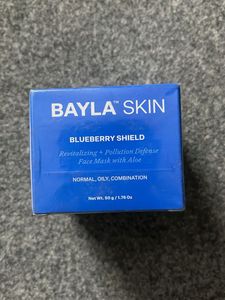 BAYLA™ SKIN
BLUEBERRY SHIELD
Revitalizing + Pollution Defense
Face Mask with Aloe
NORMAL, OILY, COMBINATION
Net Wt. 50 g / 1.76 Oz